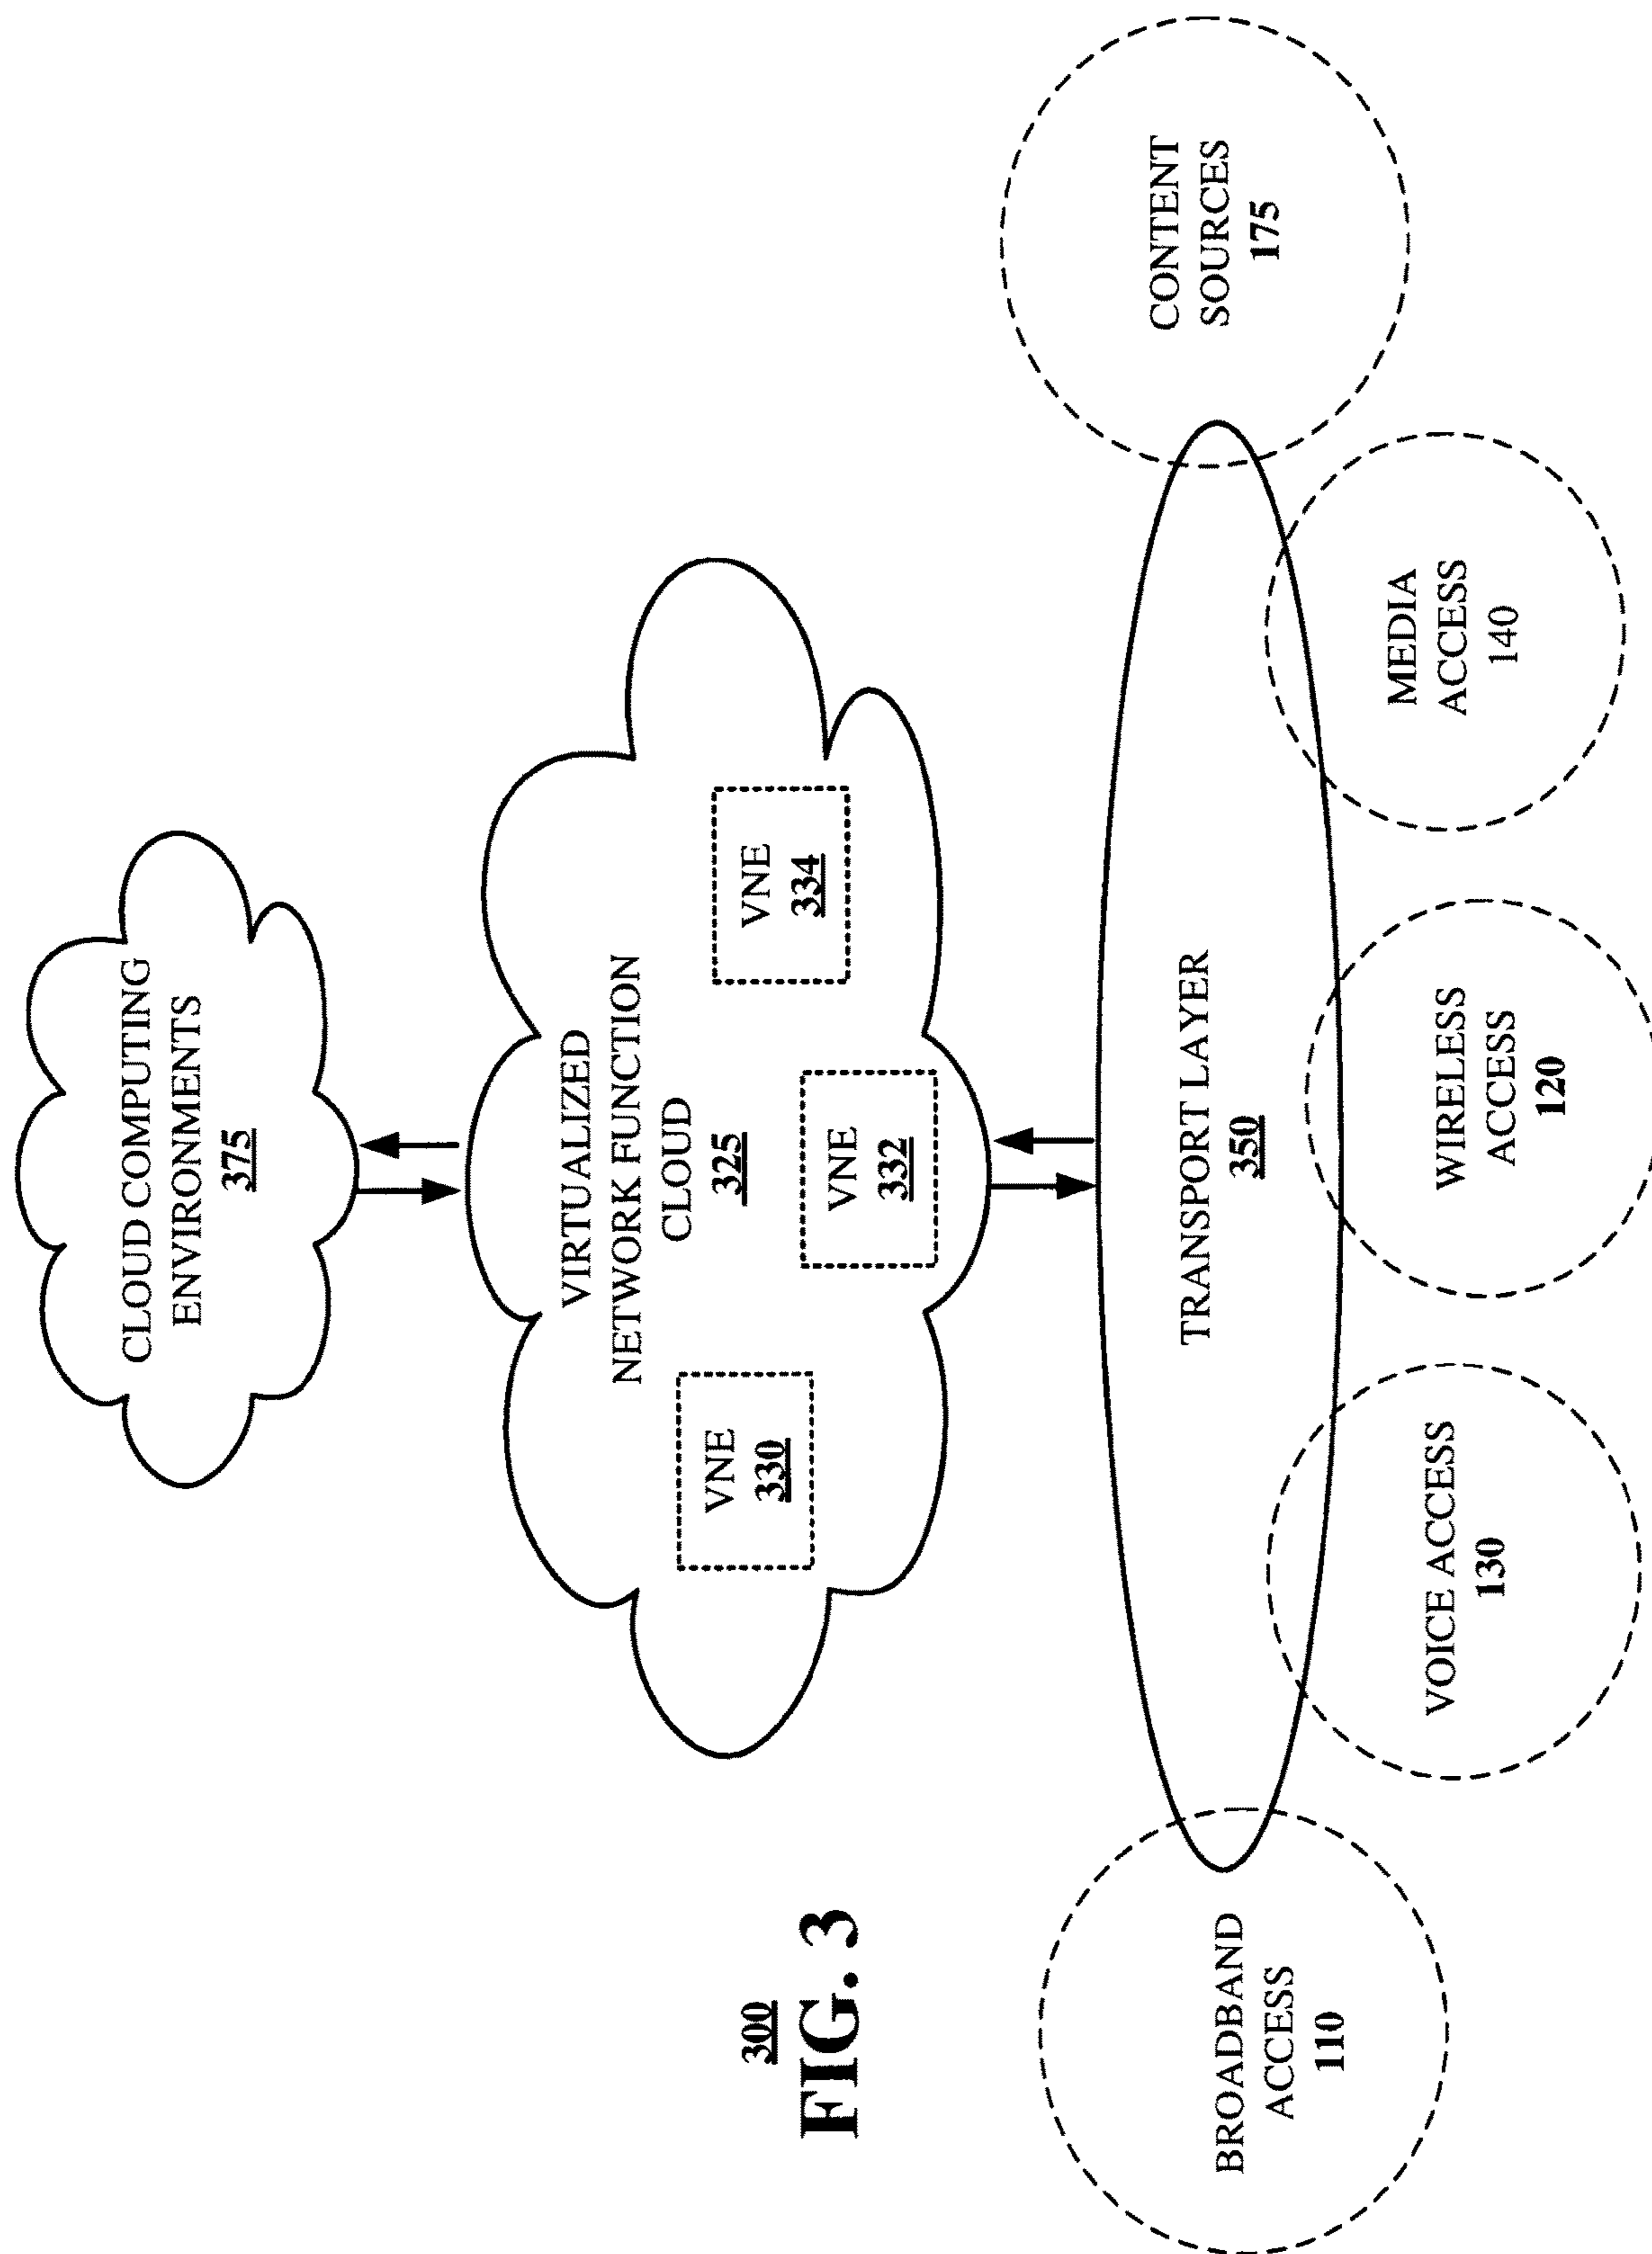 CLOUD COMPUTING
ENVIRONMENTS
375
VIRTUALIZED
NETWORK FUNCTION
CLOUD
325
VNE
330
VNE
332
VNE
334
300
FIG. 3
TRANSPORT LAYER
350
BROADBAND
ACCESS
110
VOICE ACCESS
130
WIRELESS
ACCESS
120
MEDIA
ACCESS
140
CONTENT
SOURCES
175